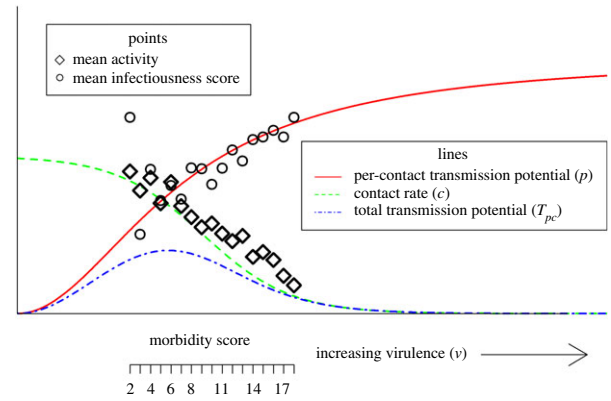 points
mean activity
mean infectiousness score
lines
per-contact transmission potential (p)
contact rate (c)
total transmission potential (Tpc)
morbidity score
increasing virulence (v)
2 4 6 8 11 14 17